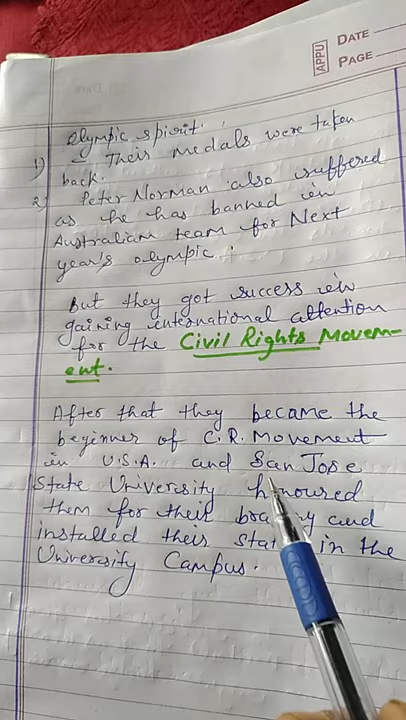 APPU
DATE
PAGE
Olympic spirit.
1) Their medals were taken
back.
2) Peter Norman also suffered
as he has banned in
Australian team for Next
year's olympic.
But they got success in
gaining international attention
for the Civil Rights Movem-
ent.
After that they became the
beginner of C.R. Movement
in U.S.A. and San Jose
State University honoured
them for their and
installed their in the
University Campus.